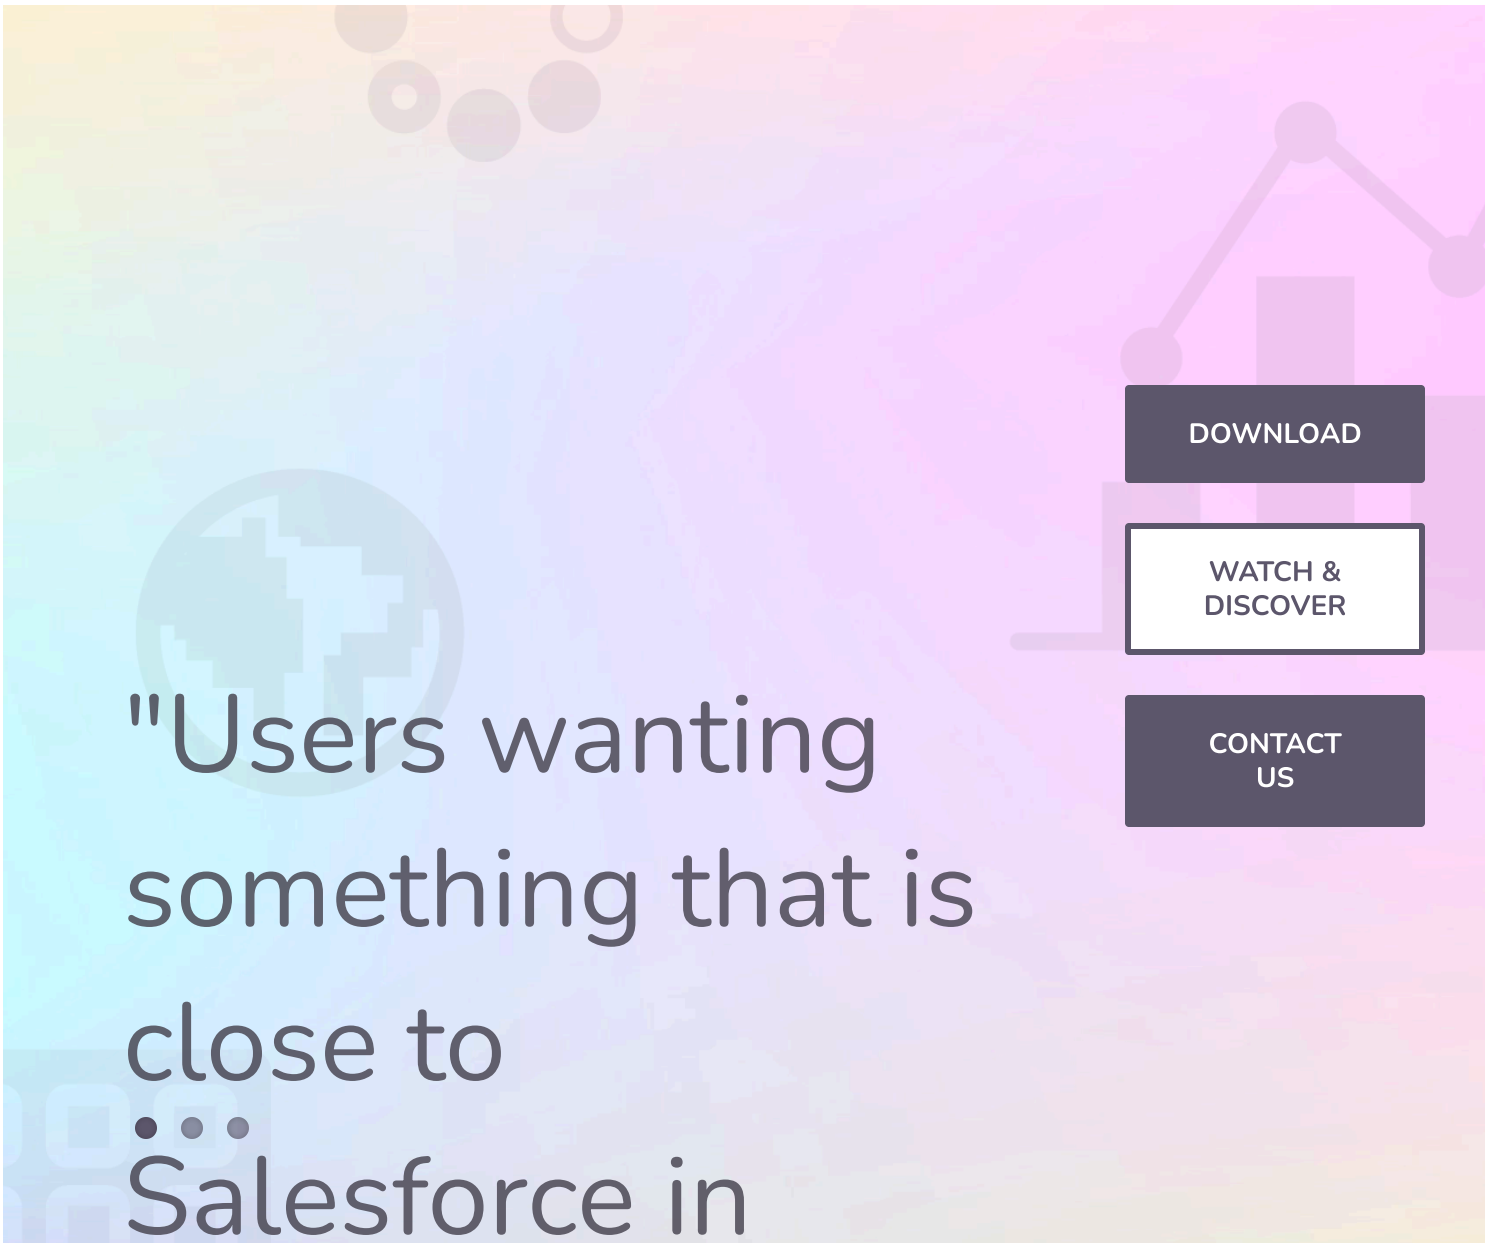 DOWNLOAD
WATCH &
DISCOVER
CONTACT
US
"Users wanting
something that is
close to
Salesforce in